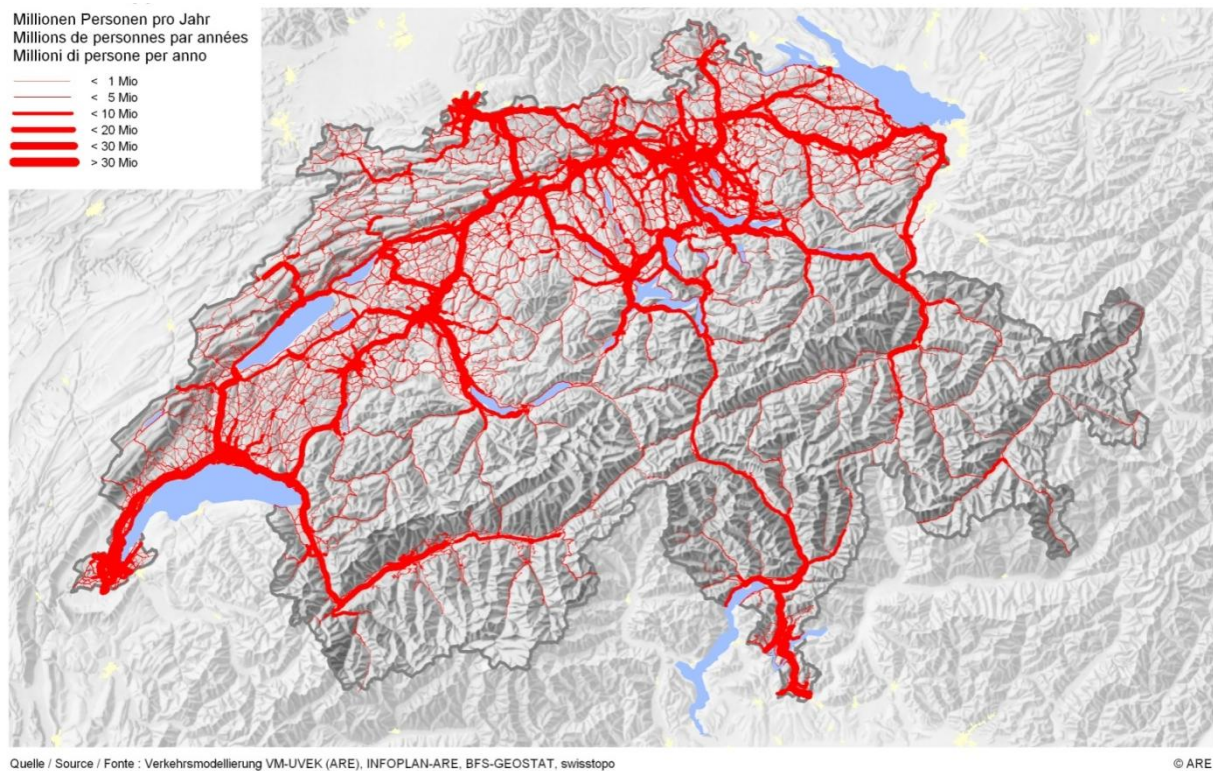 Millionen Personen pro Jahr
Millions de personnes par années
Millioni di persone per anno
< 1 Mio
< 5 Mio
< 10 Mio
< 20 Mio
< 30 Mio
> 30 Mio
Quelle / Source / Fonte : Verkehrsmodellierung VM-UVEK (ARE), INFOPLAN-ARE, BFS-GEOSTAT, swisstopo
© ARE